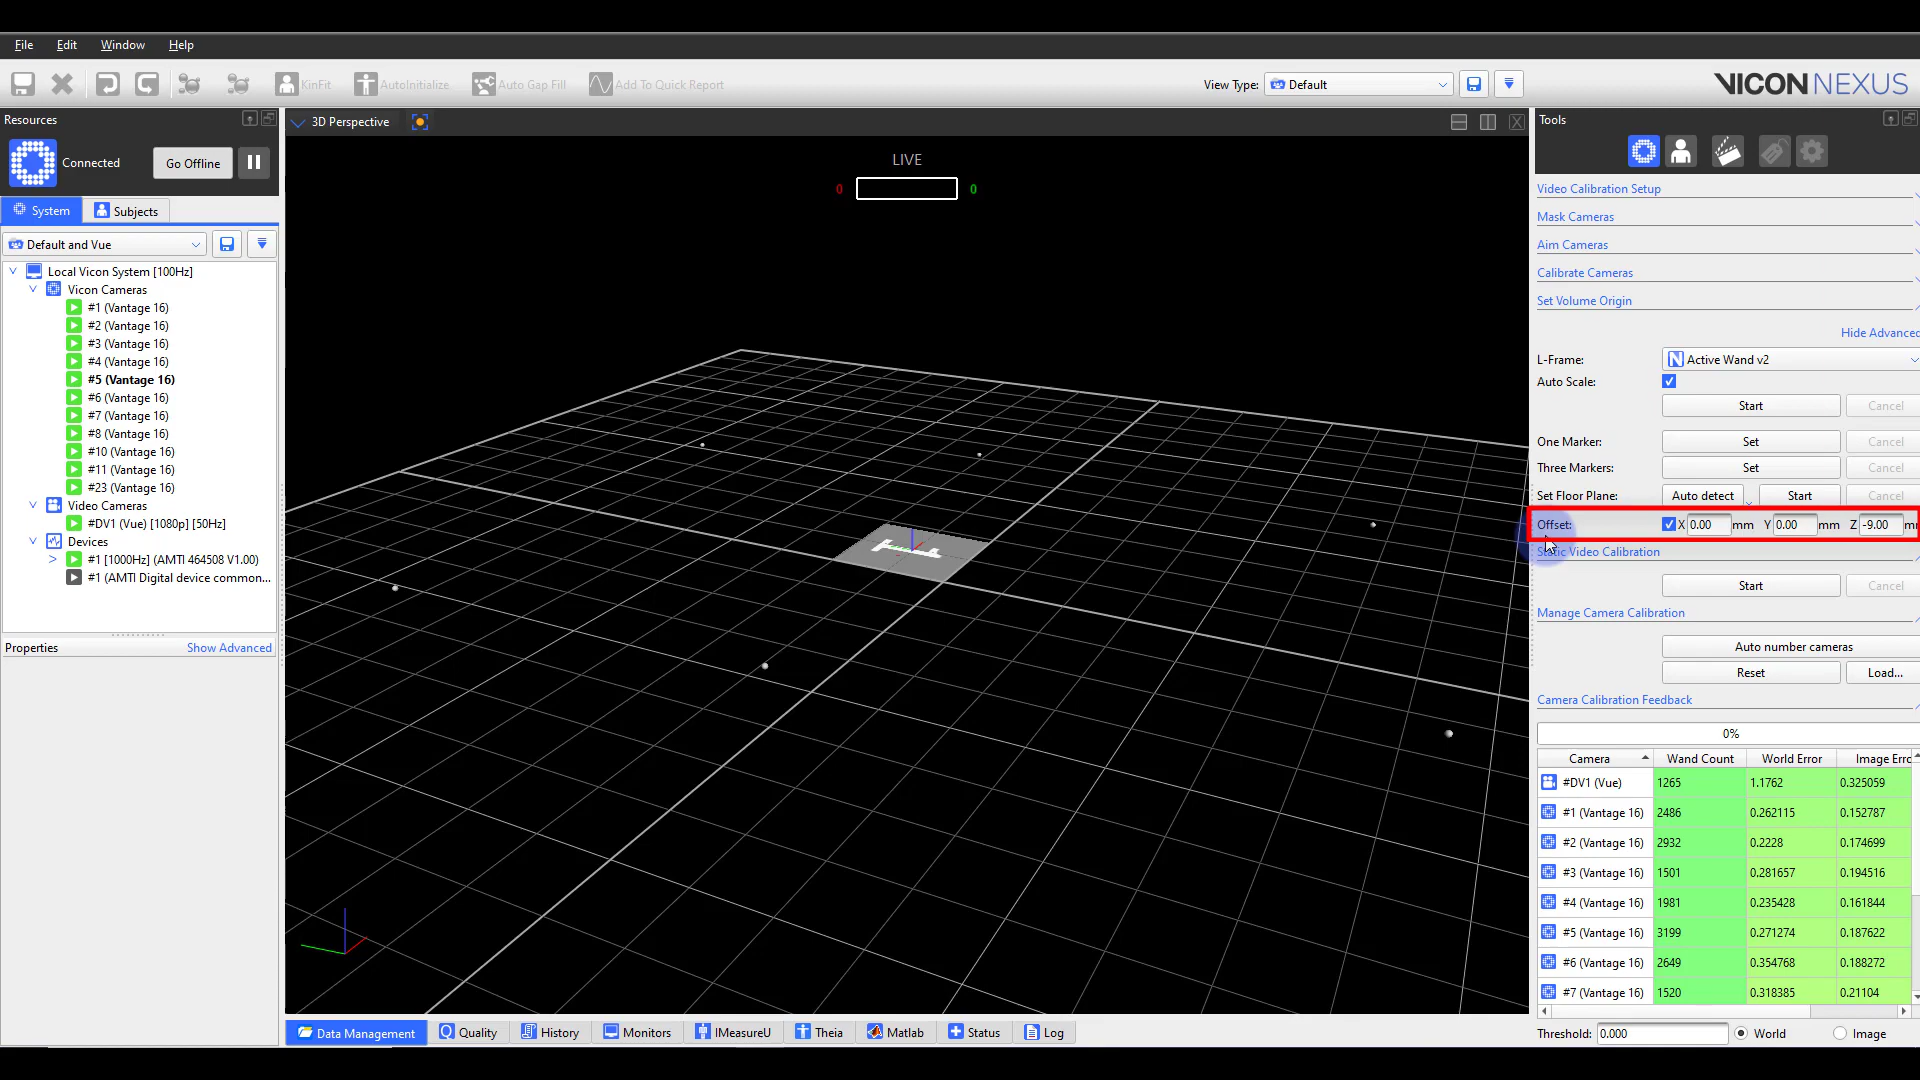 File Edit Window Help
KinFit AutoInitialize Auto Gap Fill Add To Quick Report View Type: Default VICON NEXUS
Resources
Connected Go Offline
System Subjects
Default and Vue
Local Vicon System [100Hz]
Vicon Cameras
#1 (Vantage 16)
#2 (Vantage 16)
#3 (Vantage 16)
#4 (Vantage 16)
#5 (Vantage 16)
#6 (Vantage 16)
#7 (Vantage 16)
#8 (Vantage 16)
#10 (Vantage 16)
#11 (Vantage 16)
#23 (Vantage 16)
Video Cameras
#DV1 (Vue) [1080p] [50Hz]
Devices
#1 [1000Hz] (AMTI 464508 V1.00)
#1 (AMTI Digital device common...
Properties Show Advanced
3D Perspective
LIVE
0 0
Data Management Quality History Monitors IMeasureU Theia Matlab Status Log
Tools
Video Calibration Setup
Mask Cameras
Aim Cameras
Calibrate Cameras
Set Volume Origin
Hide Advanced
L-Frame: Active Wand v2
Auto Scale:
Start Cancel
One Marker: Set Cancel
Three Markers: Set Cancel
Set Floor Plane: Auto detect Start Cancel
Offset: X 0.00 mm Y 0.00 mm Z -9.00 m
Static Video Calibration
Start Cancel
Manage Camera Calibration
Auto number cameras
Reset Load...
Camera Calibration Feedback
0%
Camera Wand Count World Error Image Erro
#DV1 (Vue) 1265 1.1762 0.325059
#1 (Vantage 16) 2486 0.262115 0.152787
#2 (Vantage 16) 2932 0.2228 0.174699
#3 (Vantage 16) 1501 0.281657 0.194516
#4 (Vantage 16) 1981 0.235428 0.161844
#5 (Vantage 16) 3199 0.271274 0.187622
#6 (Vantage 16) 2649 0.354768 0.188272
#7 (Vantage 16) 1520 0.318385 0.21104
Threshold: 0.000 World Image